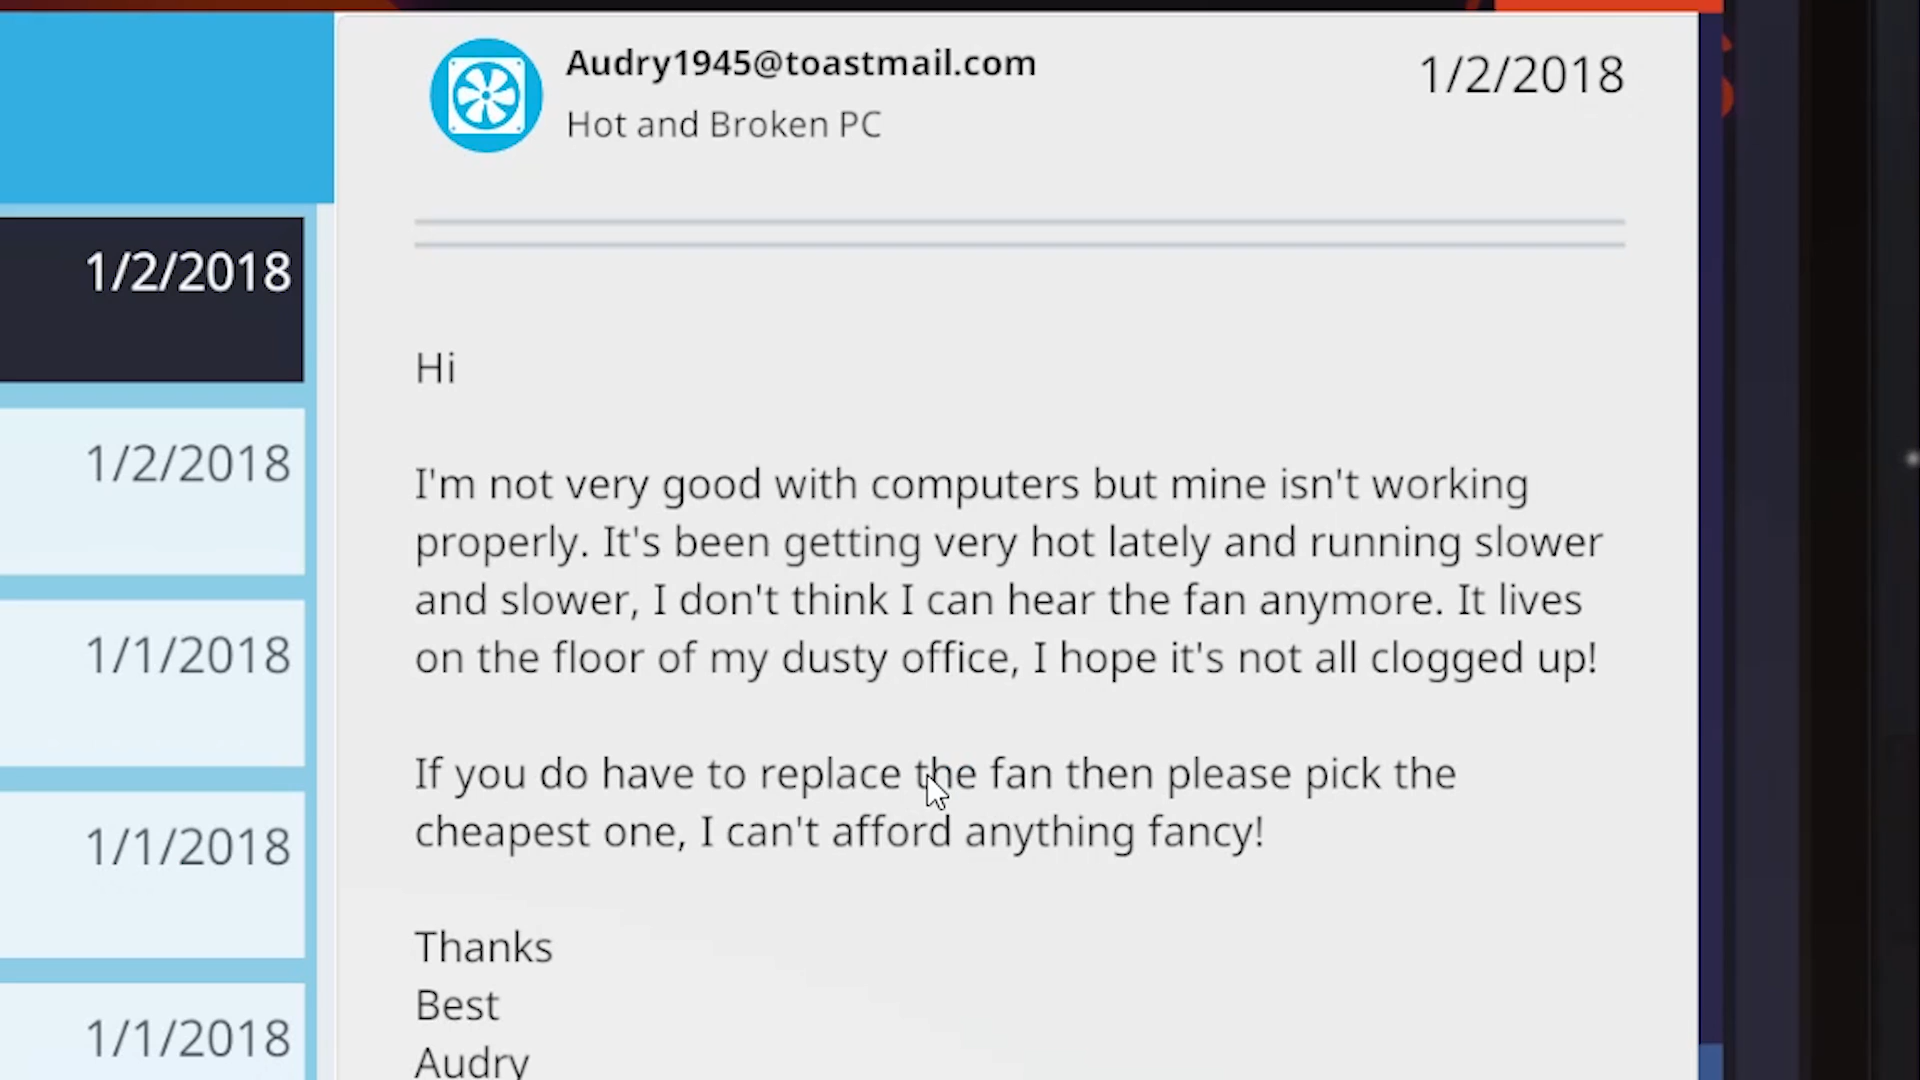 Audry1945@toastmail.com
1/2/2018
Hot and Broken PC
1/2/2018
1/2/2018
1/1/2018
1/1/2018
1/1/2018
Hi
I'm not very good with computers but mine isn't working
properly. It's been getting very hot lately and running slower
and slower, I don't think I can hear the fan anymore. It lives
on the floor of my dusty office, I hope it's not all clogged up!
If you do have to replace the fan then please pick the
cheapest one, I can't afford anything fancy!
Thanks
Best
Audry